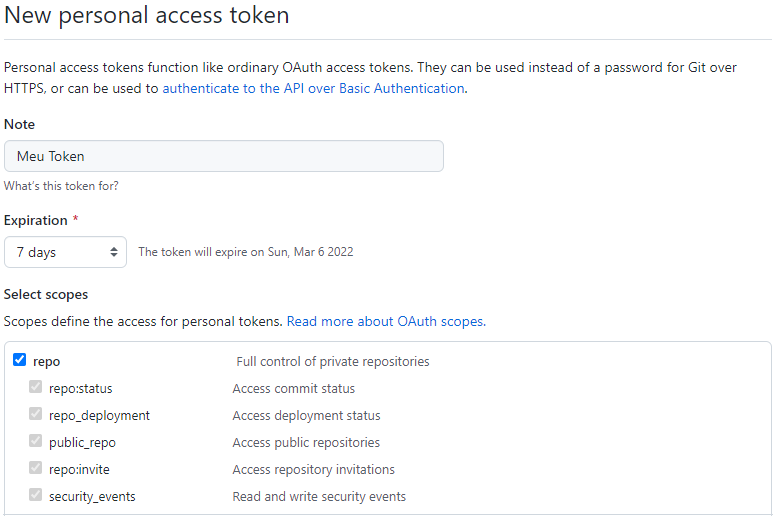 New personal access token
Personal access tokens function like ordinary OAuth access tokens. They can be used instead of a password for Git over
HTTPS, or can be used to authenticate to the API over Basic Authentication.
Note
Meu Token
What's this token for?
Expiration *
7 days The token will expire on Sun, Mar 6 2022
Select scopes
Scopes define the access for personal tokens. Read more about OAuth scopes.
repo Full control of private repositories
repo:status Access commit status
repo_deployment Access deployment status
public_repo Access public repositories
repo:invite Access repository invitations
security_events Read and write security events